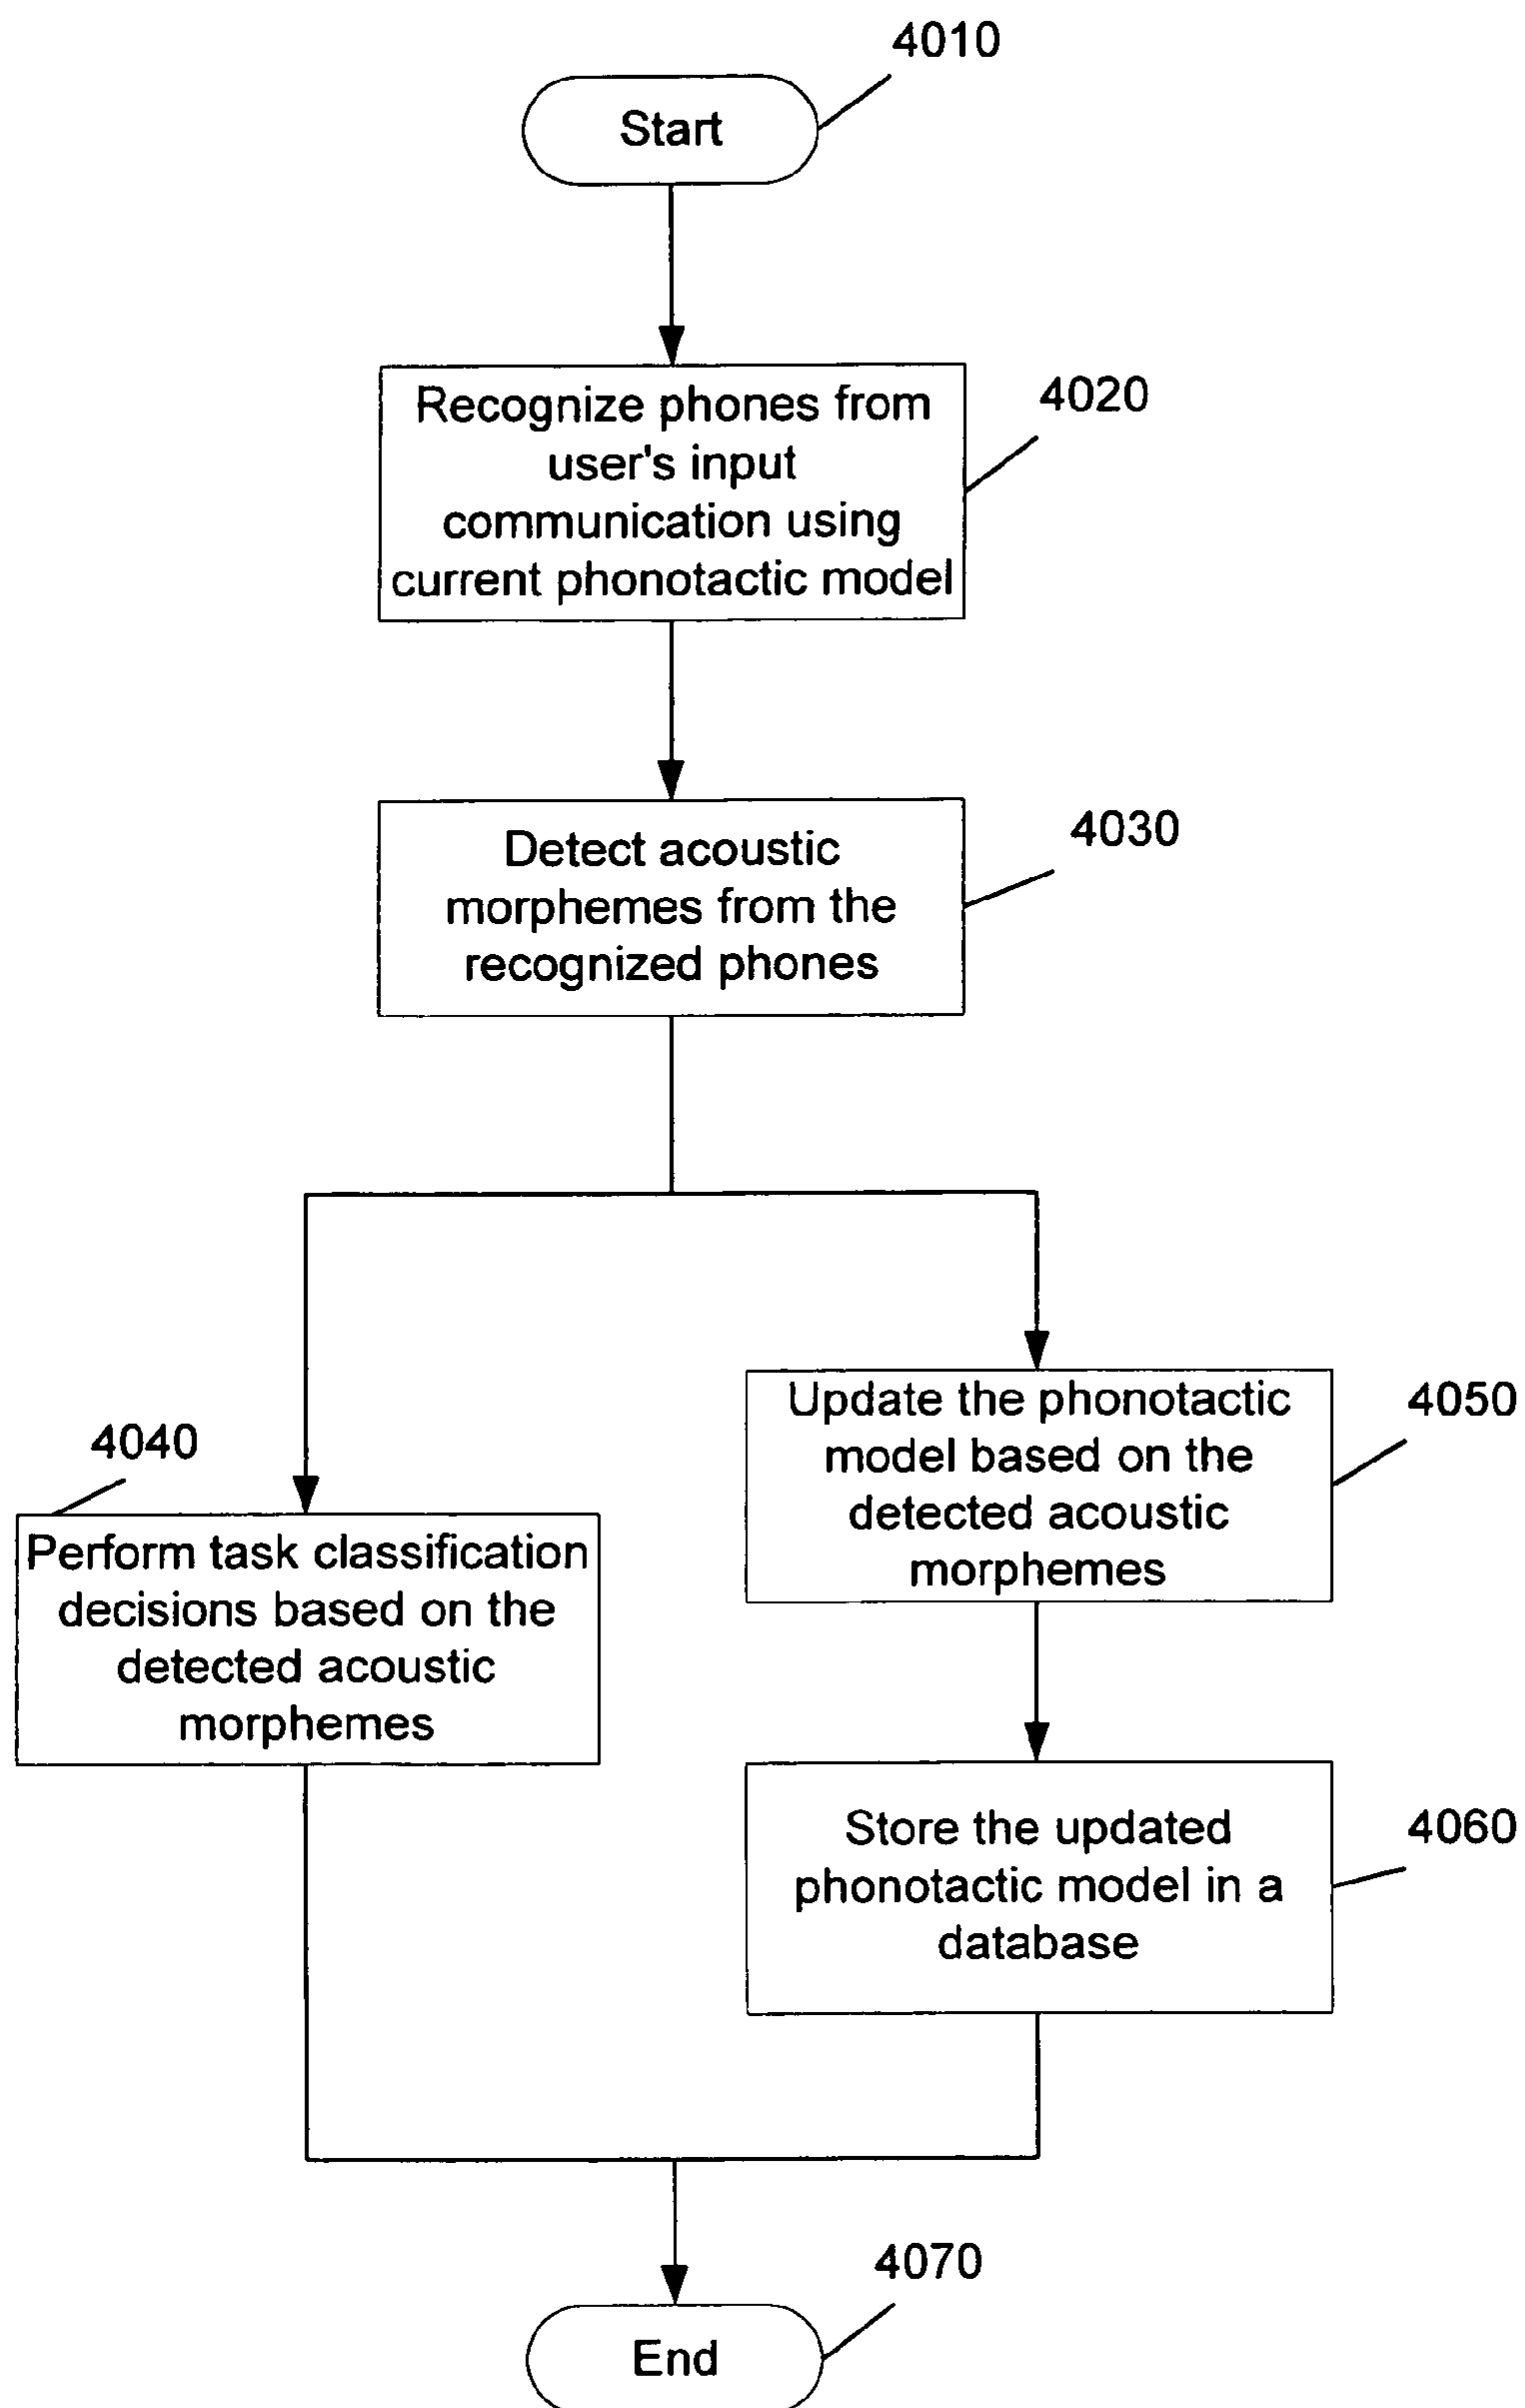 4010
Start
Recognize phones from
user's input
communication using
current phonotactic model
4020
Detect acoustic
morphemes from the
recognized phones
4030
4040
Perform task classification
decisions based on the
detected acoustic
morphemes
Update the phonotactic
model based on the
detected acoustic
morphemes
4050
Store the updated
phonotactic model in a
database
4060
4070
End